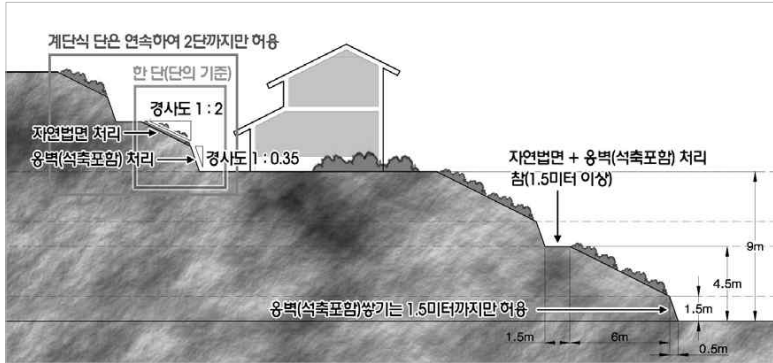 계단식 단은 연속하여 2단까지만 허용
한 단(단의 기준)
경사도 1 : 2
자연법면 처리
옹벽(석축포함) 처리
경사도 1 : 0.35
자연법면 + 옹벽(석축포함) 처리
참(1.5미터 이상)
9m
4.5m
옹벽(석축포함)쌓기는 1.5미터까지만 허용
1.5m
1.5m
6m
0.5m